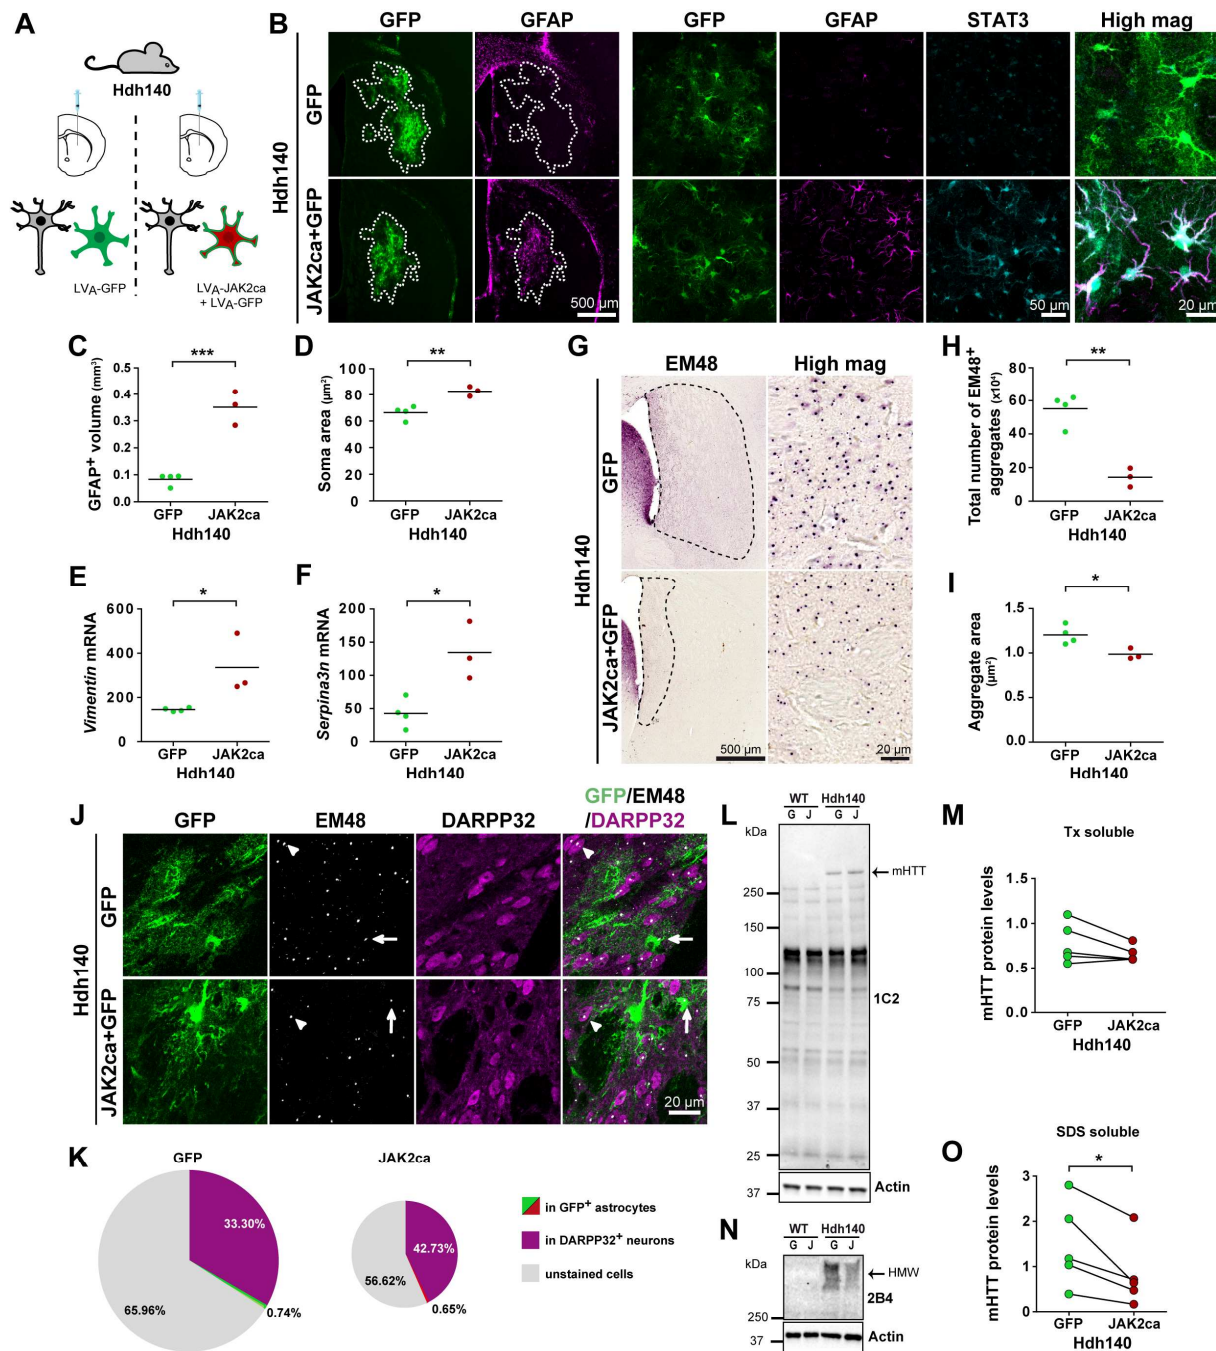 A
Hdh140
LVA-GFP
LVA-JAK2ca
+ LVA-GFP
B
GFP
GFAP
GFP
GFAP
STAT3
High mag
Hdh140
GFP
JAK2ca+GFP
500 µm
50 µm
20 µm
C
GFAP+ volume (mm³)
0.5
0.4
0.3
0.2
0.1
0.0
***
GFP
JAK2ca
Hdh140
D
Soma area (µm²)
100
80
60
40
20
0
**
GFP
JAK2ca
Hdh140
E
Vimentin mRNA
600
400
200
0
*
GFP
JAK2ca
Hdh140
F
Serpina3n mRNA
200
150
100
50
0
*
GFP
JAK2ca
Hdh140
G
EM48
High mag
Hdh140
GFP
JAK2ca+GFP
500 µm
20 µm
H
Total number of EM48+
aggregates (x10⁴)
80
60
40
20
0
**
GFP
JAK2ca
Hdh140
I
Aggregate area
(µm²)
1.5
1.0
0.5
0.0
*
GFP
JAK2ca
Hdh140
J
GFP
EM48
DARPP32
GFP/EM48
/DARPP32
Hdh140
GFP
JAK2ca+GFP
20 µm
K
GFP
33.30%
65.96%
0.74%
JAK2ca
42.73%
56.62%
0.65%
in GFP+ astrocytes
in DARPP32+ neurons
unstained cells
L
WT
Hdh140
G J G J
kDa
250
150
100
75
50
37
25
37
mHTT
1C2
Actin
M
Tx soluble
mHTT protein levels
1.5
1.0
0.5
0.0
GFP
JAK2ca
Hdh140
N
WT
Hdh140
G J G J
kDa
250
37
HMW
2B4
Actin
O
SDS soluble
mHTT protein levels
3
2
1
0
*
GFP
JAK2ca
Hdh140